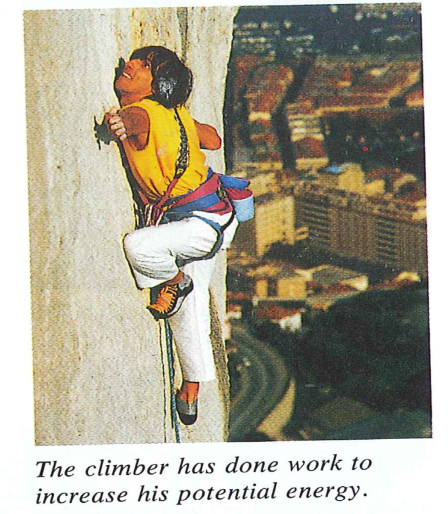 The climber has done work to
increase his potential energy.